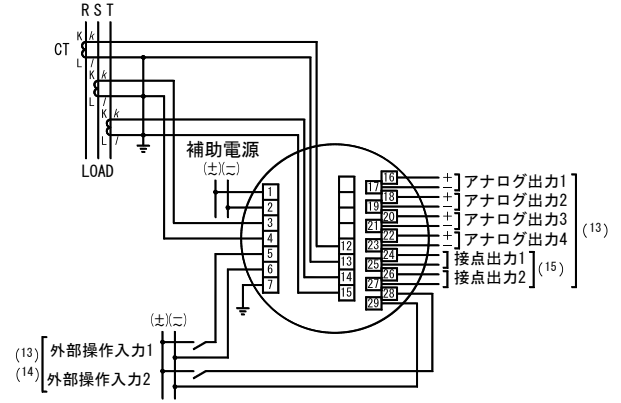 R S T
K k
CT
L l
K k
L l
K k
L l
LOAD
補助電源
(±)(−̰)
1
2
3
4
5
6
7
12
13
14
15
16
17
18
19
20
21
22
23
24
25
26
27
28
29
+
−
アナログ出力1
+
−
アナログ出力2
+
−
アナログ出力3
+
−
アナログ出力4
接点出力1
接点出力2
(13)
(15)
(±)(−̰)
(13)
(14)
外部操作入力1
外部操作入力2